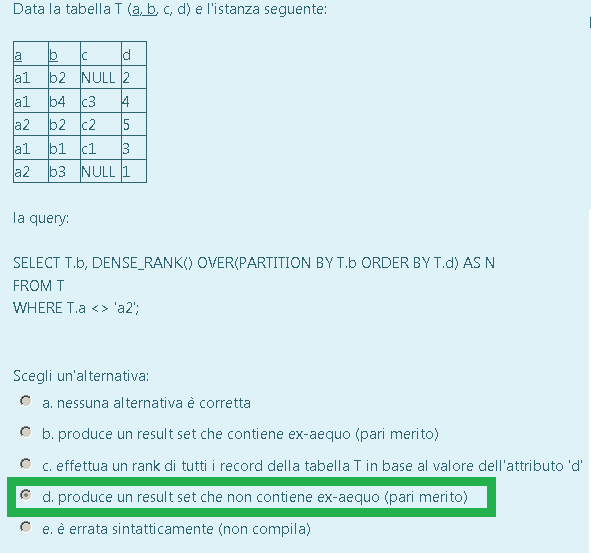 Data la tabella T (a, b, c, d) e l'istanza seguente:
a b c d
a1 b2 NULL 2
a1 b4 c3 4
a2 b2 c2 5
a1 b1 c1 3
a2 b3 NULL 1
la query:
SELECT T.b, DENSE_RANK() OVER(PARTITION BY T.b ORDER BY T.d) AS N
FROM T
WHERE T.a <> 'a2';
Scegli un'alternativa:
a. nessuna alternativa è corretta
b. produce un result set che contiene ex-aequo (pari merito)
c. effettua un rank di tutti i record della tabella T in base al valore dell'attributo 'd'
d. produce un result set che non contiene ex-aequo (pari merito)
e. è errata sintatticamente (non compila)